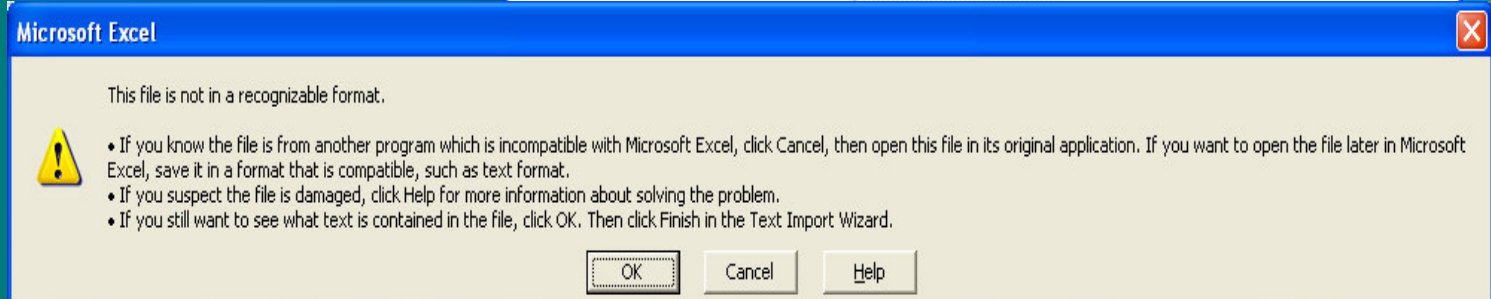 Microsoft Excel
This file is not in a recognizable format.
• If you know the file is from another program which is incompatible with Microsoft Excel, click Cancel, then open this file in its original application. If you want to open the file later in Microsoft
Excel, save it in a format that is compatible, such as text format.
• If you suspect the file is damaged, click Help for more information about solving the problem.
• If you still want to see what text is contained in the file, click OK. Then click Finish in the Text Import Wizard.
OK Cancel Help